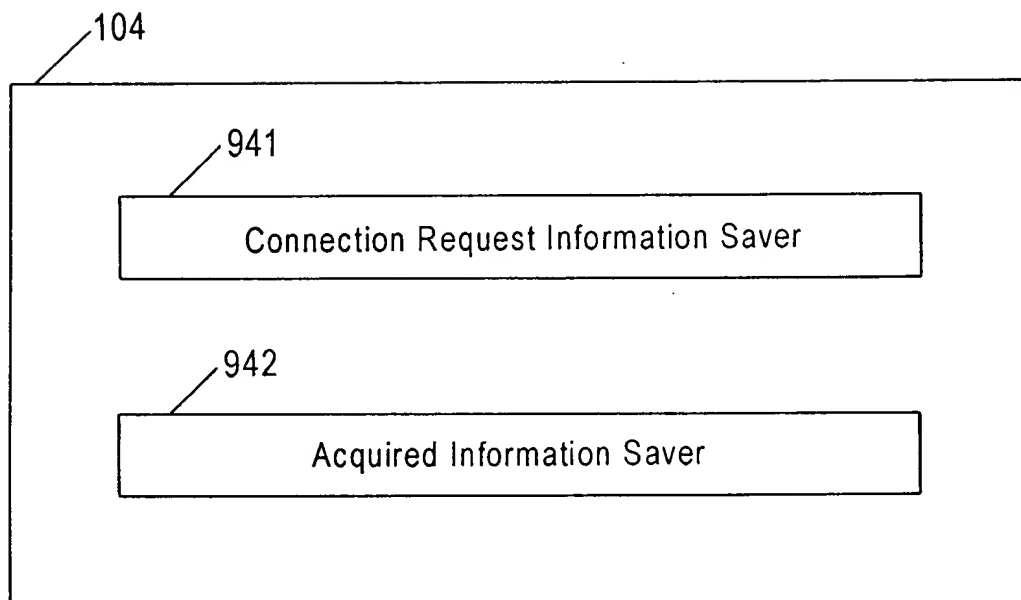 104
941
Connection Request Information Saver
942
Acquired Information Saver